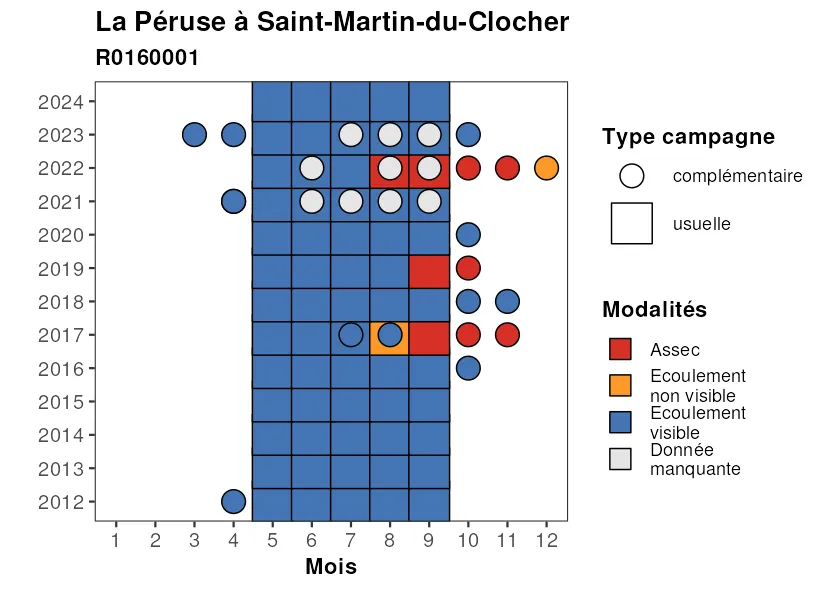 La Péruse à Saint-Martin-du-Clocher
R0160001
2024
2023
2022
2021
2020
2019
2018
2017
2016
2015
2014
2013
2012
1 2 3 4 5 6 7 8 9 10 11 12
Mois
Type campagne
complémentaire
usuelle
Modalités
Assec
Ecoulement
non visible
Ecoulement
visible
Donnée
manquante